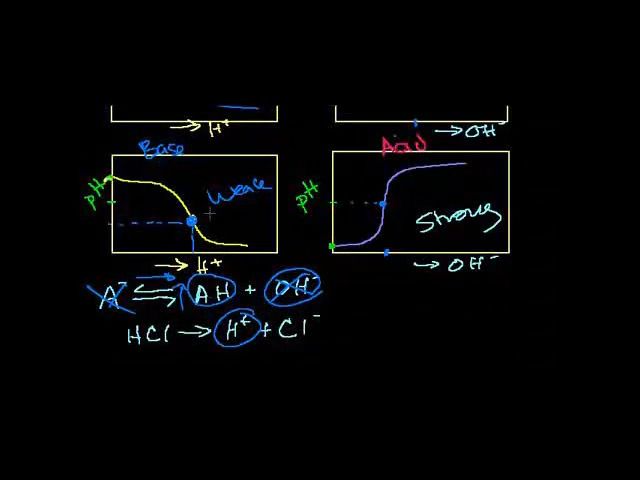 → H⁺
→ OH⁻
Base
Acid
pH
Weak
pH
Strong
→ H⁺
→ OH⁻
A⁻ ⇌ ↑ AH + OH⁻
HCl → H⁺ + Cl⁻